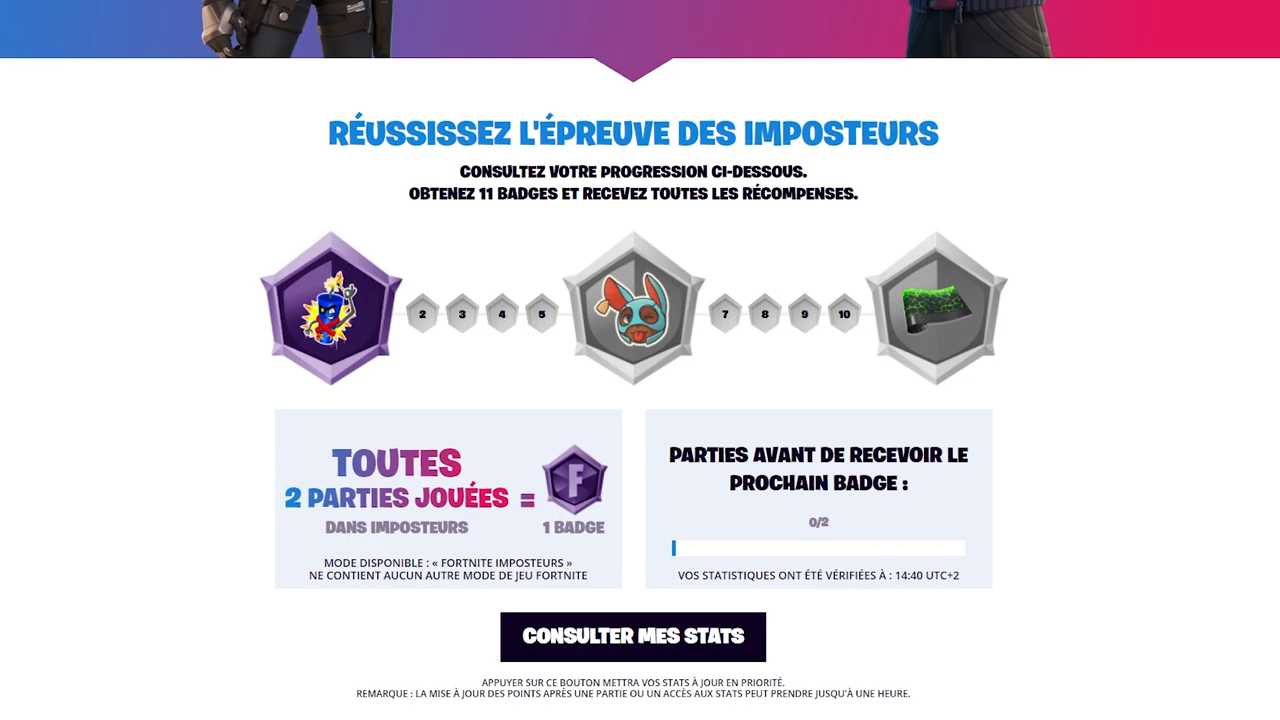 RÉUSSISSEZ L'ÉPREUVE DES IMPOSTEURS
CONSULTEZ VOTRE PROGRESSION CI-DESSOUS.
OBTENEZ 11 BADGES ET RECEVEZ TOUTES LES RÉCOMPENSES.
2 3 4 5 7 8 9 10
TOUTES
2 PARTIES JOUÉES =
F
DANS IMPOSTEURS
1 BADGE
MODE DISPONIBLE : « FORTNITE IMPOSTEURS »
NE CONTIENT AUCUN AUTRE MODE DE JEU FORTNITE
PARTIES AVANT DE RECEVOIR LE
PROCHAIN BADGE :
0/2
VOS STATISTIQUES ONT ÉTÉ VÉRIFIÉES À : 14:40 UTC+2
CONSULTER MES STATS
APPUYER SUR CE BOUTON METTRA VOS STATS À JOUR EN PRIORITÉ.
REMARQUE : LA MISE À JOUR DES POINTS APRÈS UNE PARTIE OU UN ACCÈS AUX STATS PEUT PRENDRE JUSQU'À UNE HEURE.